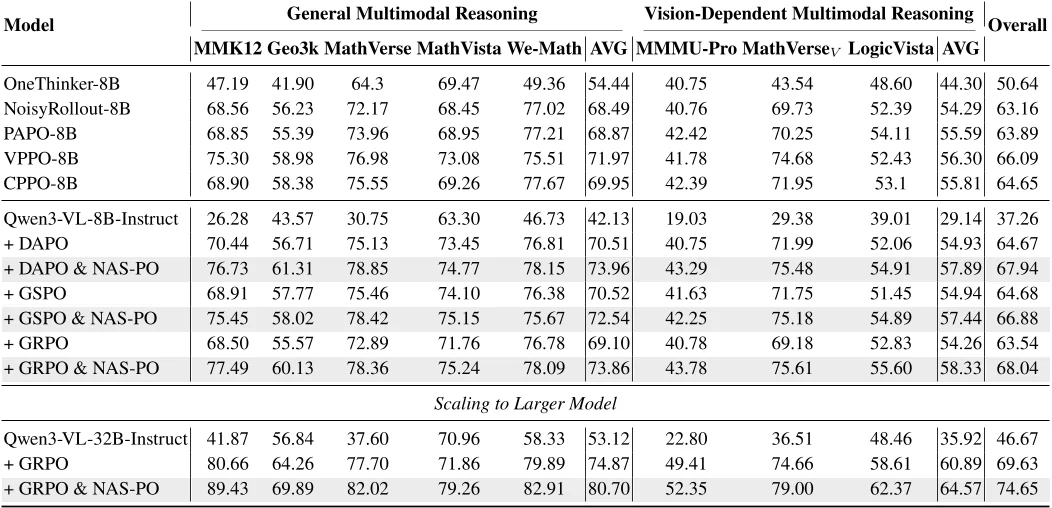 Model General Multimodal Reasoning Vision-Dependent Multimodal Reasoning Overall
MMK12 Geo3k MathVerse MathVista We-Math AVG MMMU-Pro MathVerse_V LogicVista AVG
OneThinker-8B 47.19 41.90 64.3 69.47 49.36 54.44 40.75 43.54 48.60 44.30 50.64
NoisyRollout-8B 68.56 56.23 72.17 68.45 77.02 68.49 40.76 69.73 52.39 54.29 63.16
PAPO-8B 68.85 55.39 73.96 68.95 77.21 68.87 42.42 70.25 54.11 55.59 63.89
VPPO-8B 75.30 58.98 76.98 73.08 75.51 71.97 41.78 74.68 52.43 56.30 66.09
CPPO-8B 68.90 58.38 75.55 69.26 77.67 69.95 42.39 71.95 53.1 55.81 64.65
Qwen3-VL-8B-Instruct 26.28 43.57 30.75 63.30 46.73 42.13 19.03 29.38 39.01 29.14 37.26
+ DAPO 70.44 56.71 75.13 73.45 76.81 70.51 40.75 71.99 52.06 54.93 64.67
+ DAPO & NAS-PO 76.73 61.31 78.85 74.77 78.15 73.96 43.29 75.48 54.91 57.89 67.94
+ GSPO 68.91 57.77 75.46 74.10 76.38 70.52 41.63 71.75 51.45 54.94 64.68
+ GSPO & NAS-PO 75.45 58.02 78.42 75.15 75.67 72.54 42.25 75.18 54.89 57.44 66.88
+ GRPO 68.50 55.57 72.89 71.76 76.78 69.10 40.78 69.18 52.83 54.26 63.54
+ GRPO & NAS-PO 77.49 60.13 78.36 75.24 78.09 73.86 43.78 75.61 55.60 58.33 68.04
Scaling to Larger Model
Qwen3-VL-32B-Instruct 41.87 56.84 37.60 70.96 58.33 53.12 22.80 36.51 48.46 35.92 46.67
+ GRPO 80.66 64.26 77.70 71.86 79.89 74.87 49.41 74.66 58.61 60.89 69.63
+ GRPO & NAS-PO 89.43 69.89 82.02 79.26 82.91 80.70 52.35 79.00 62.37 64.57 74.65